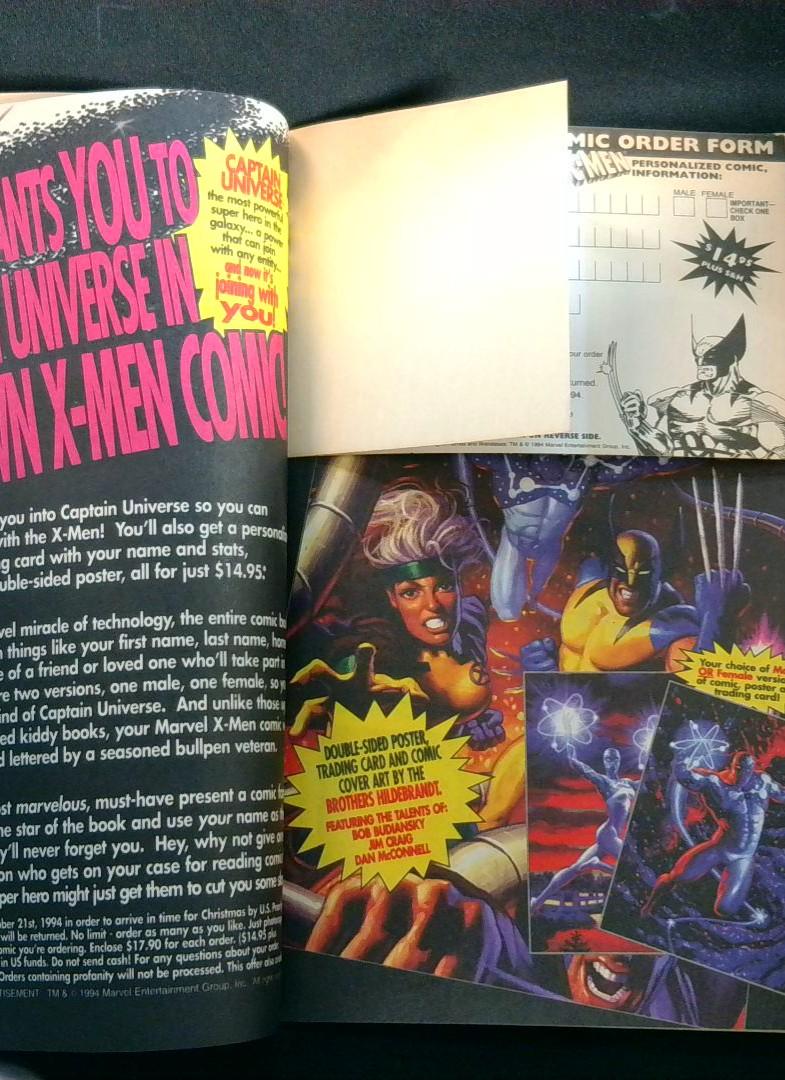 ANTS YOU TO
UNIVERSE IN
WN X-MEN COMIC!
CAPTAIN
UNIVERSE
the most powerful
super hero in the
galaxy... a power
that can join
with any entity...
and now it's
joining with
YOU!
you into Captain Universe so you can
with the X-Men! You'll also get a personali
ng card with your name and stats,
uble-sided poster, all for just $14.95*
vel miracle of technology, the entire comic b
n things like your first name, last name, hom
e of a friend or loved one who'll take part in
re two versions, one male, one female, so y
ind of Captain Universe. And unlike those
ed kiddy books, your Marvel X-Men comic
d lettered by a seasoned bullpen veteran.
st marvelous, must-have present a comic f
he star of the book and use your name as th
y'll never forget you. Hey, why not give o
on who gets on your case for reading comi
per hero might just get them to cut you some sl
ber 21st, 1994 in order to arrive in time for Christmas by U.S. P
will be returned. No limit - order as many as you like. Just
omic you're ordering. Enclose $17.90 for each order. ($14.95 plus
in US funds. Do not send cash! For any questions about your order
Orders containing profanity will not be processed. This offer also
TISEMENT TM & © 1994 Marvel Entertainment Group, Inc. All
MIC ORDER FORM
X-MEN
PERSONALIZED COMIC,
INFORMATION:
MALE FEMALE
IMPORTANT—
CHECK ONE
BOX
$14.95
PLUS S&H
our order
urned.
94.
N REVERSE SIDE.
TM & © 1994 Marvel Entertainment Group, Inc.
Your choice of M
OR Female versi
of comic, poster a
trading card!
DOUBLE-SIDED POSTER,
TRADING CARD AND COMIC
COVER ART BY THE
BROTHERS HILDEBRANDT.
FEATURING THE TALENTS OF:
BOB BUDIANSKY
JIM CRAIG
DAN McCONNELL